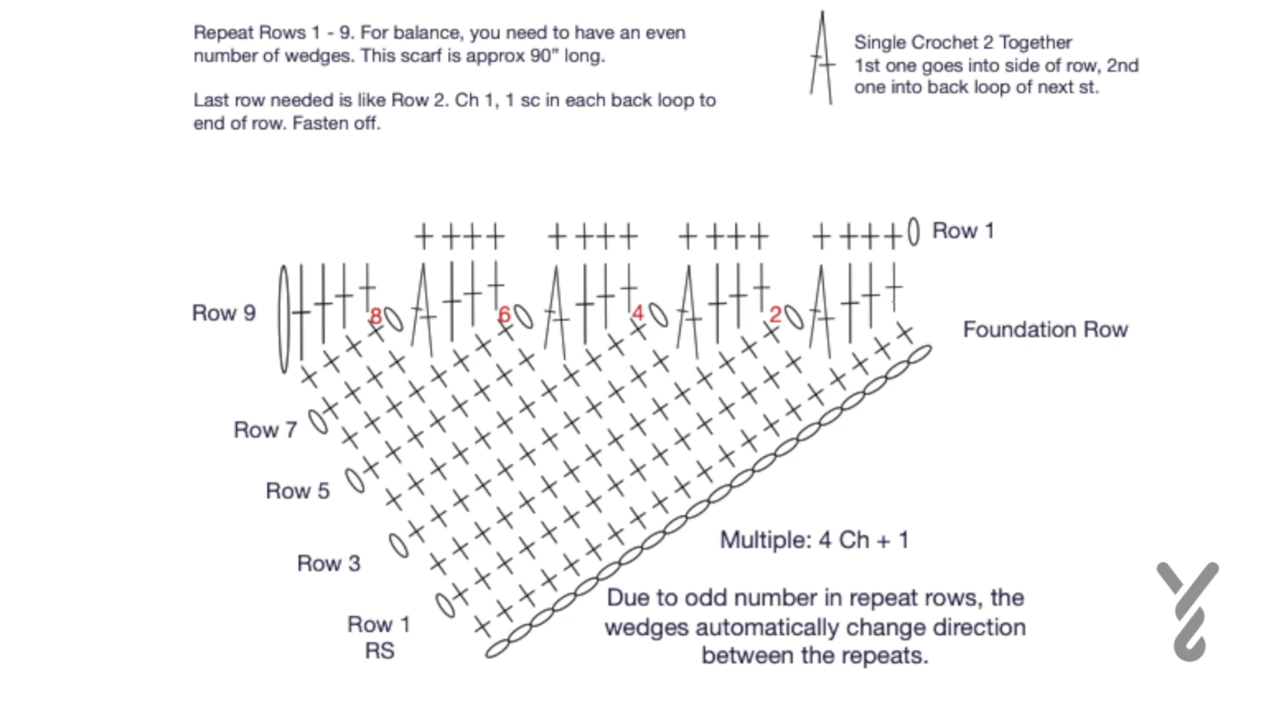 Repeat Rows 1 - 9. For balance, you need to have an even
number of wedges. This scarf is approx 90” long.
Last row needed is like Row 2. Ch 1, 1 sc in each back loop to
end of row. Fasten off.
Single Crochet 2 Together
1st one goes into side of row, 2nd
one into back loop of next st.
Row 1
Row 9
8
6
4
2
Foundation Row
Row 7
Row 5
Row 3
Row 1
RS
Multiple: 4 Ch + 1
Due to odd number in repeat rows, the
wedges automatically change direction
between the repeats.